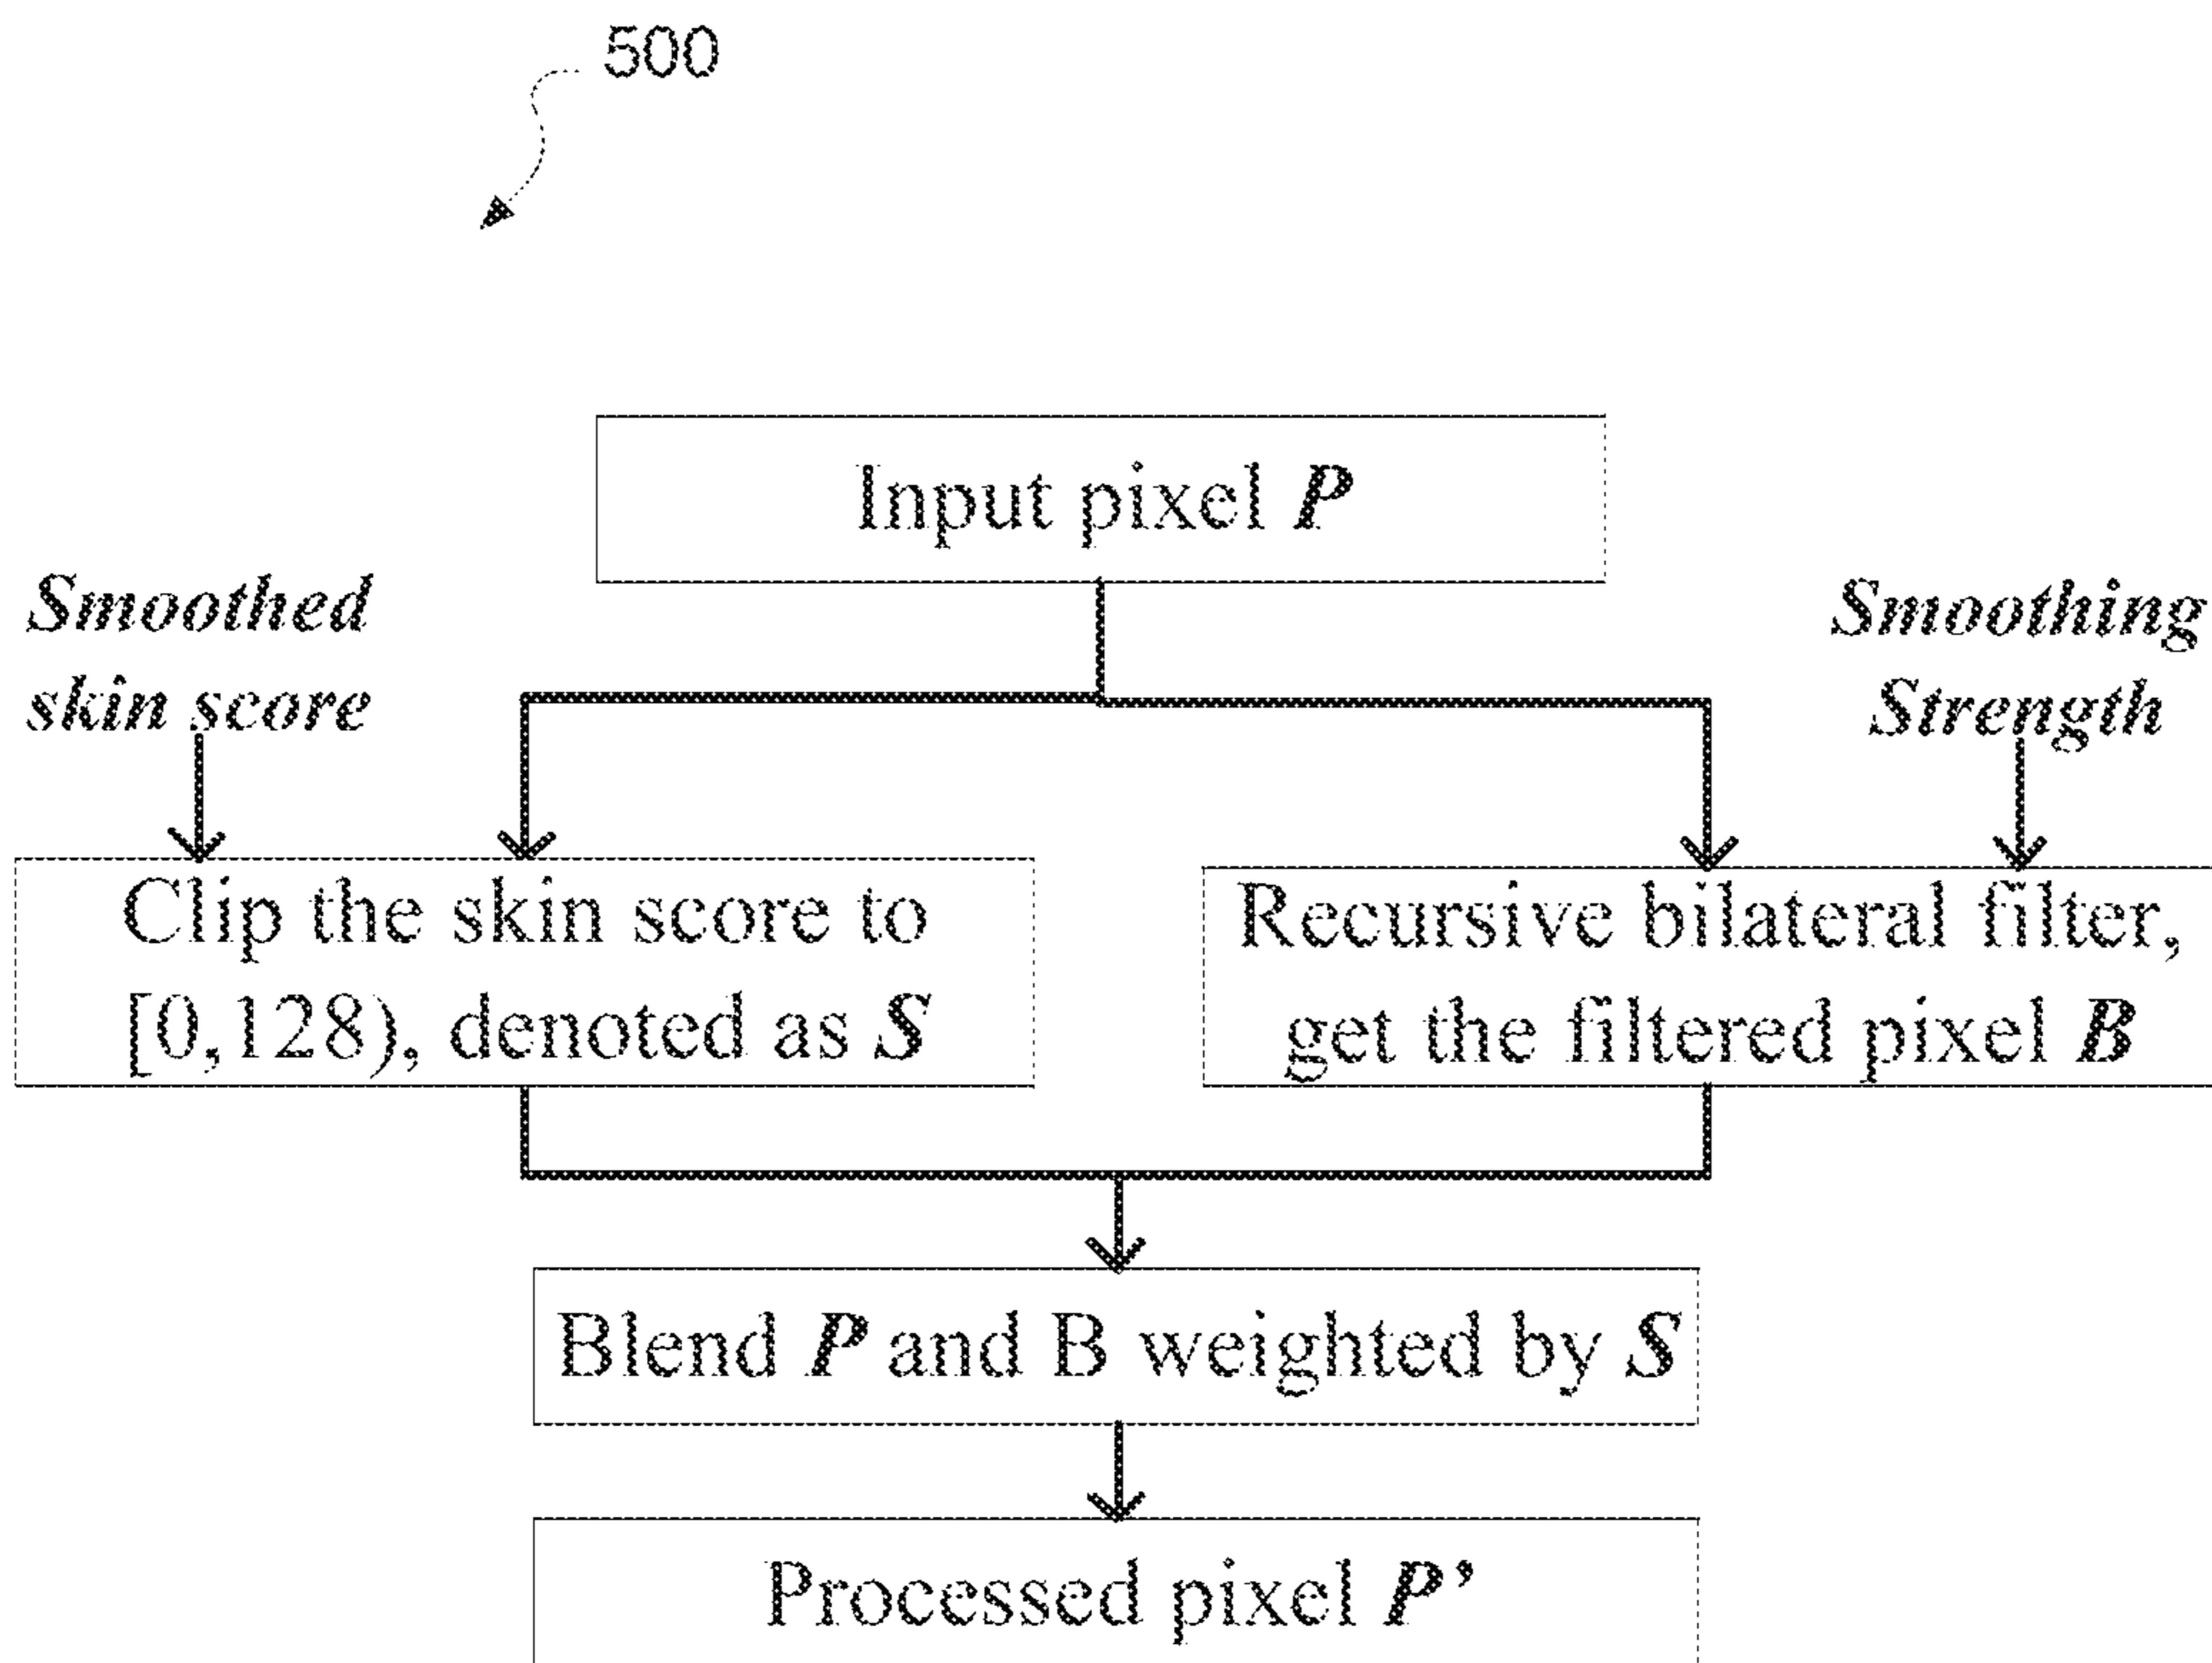 500
Input pixel P
Smoothed
skin score
Smoothing
Strength
Clip the skin score to
[0,128), denoted as S
Recursive bilateral filter,
get the filtered pixel B
Blend P and B weighted by S
Processed pixel P’